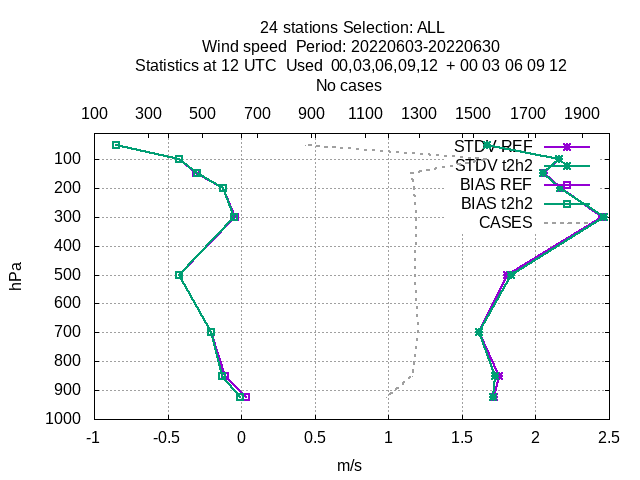 24 stations Selection: ALL
Wind speed  Period: 20220603-20220630
Statistics at 12 UTC  Used  00,03,06,09,12  + 00 03 06 09 12
No cases
100 300 500 700 900 1100 1300 1500 1700 1900
STDV REF
STDV t2h2
BIAS REF
BIAS t2h2
CASES
100
200
300
400
500
600
700
800
900
1000
hPa
-1 -0.5 0 0.5 1 1.5 2 2.5
m/s